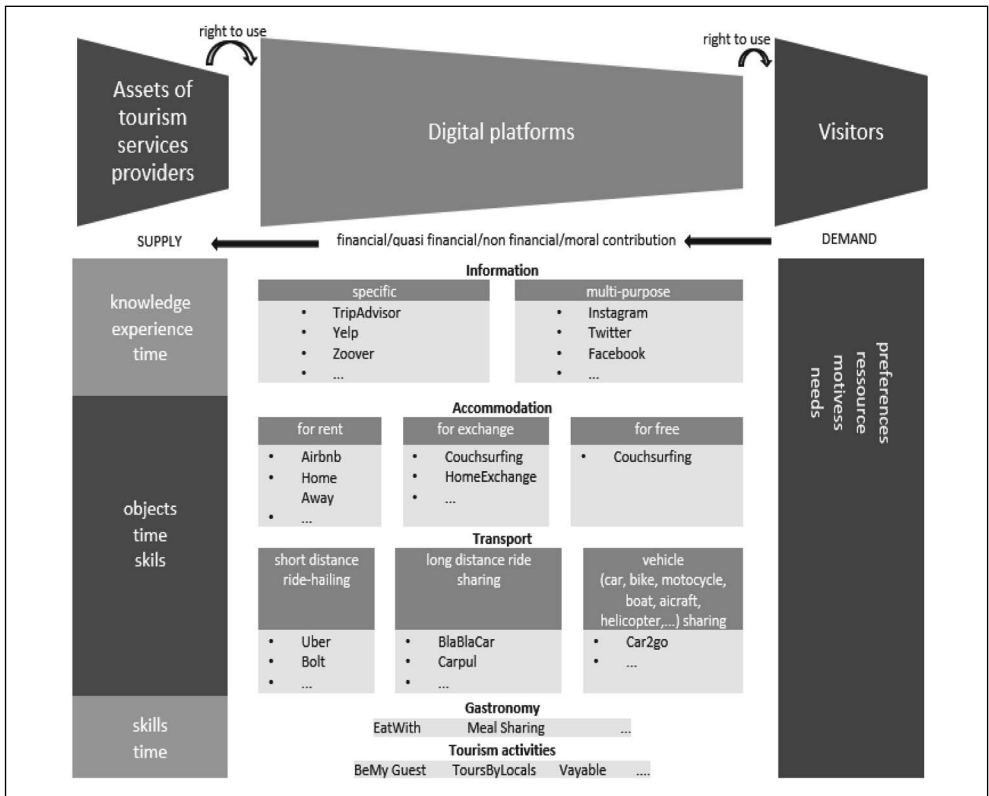 right to use
right to use
Assets of
tourism
services
providers
Digital platforms
Visitors
SUPPLY
financial/quasi financial/non financial/moral contribution
DEMAND
knowledge
experience
time
Information
specific
• TripAdvisor
• Yelp
• Zoover
• ...
multi-purpose
• Instagram
• Twitter
• Facebook
• ...
preferences
ressource
motivess
needs
objects
time
skils
Accommodation
for rent
• Airbnb
• Home
Away
• ...
for exchange
• Couchsurfing
• HomeExchange
• ...
for free
• Couchsurfing
Transport
short distance
ride-hailing
• Uber
• Bolt
• ...
long distance ride
sharing
• BlaBlaCar
• Carpul
• ...
vehicle
(car, bike, motocycle,
boat, aicraft,
helicopter,...) sharing
• Car2go
• ...
skills
time
Gastronomy
EatWith Meal Sharing ...
Tourism activities
BeMy Guest ToursByLocals Vayable ....